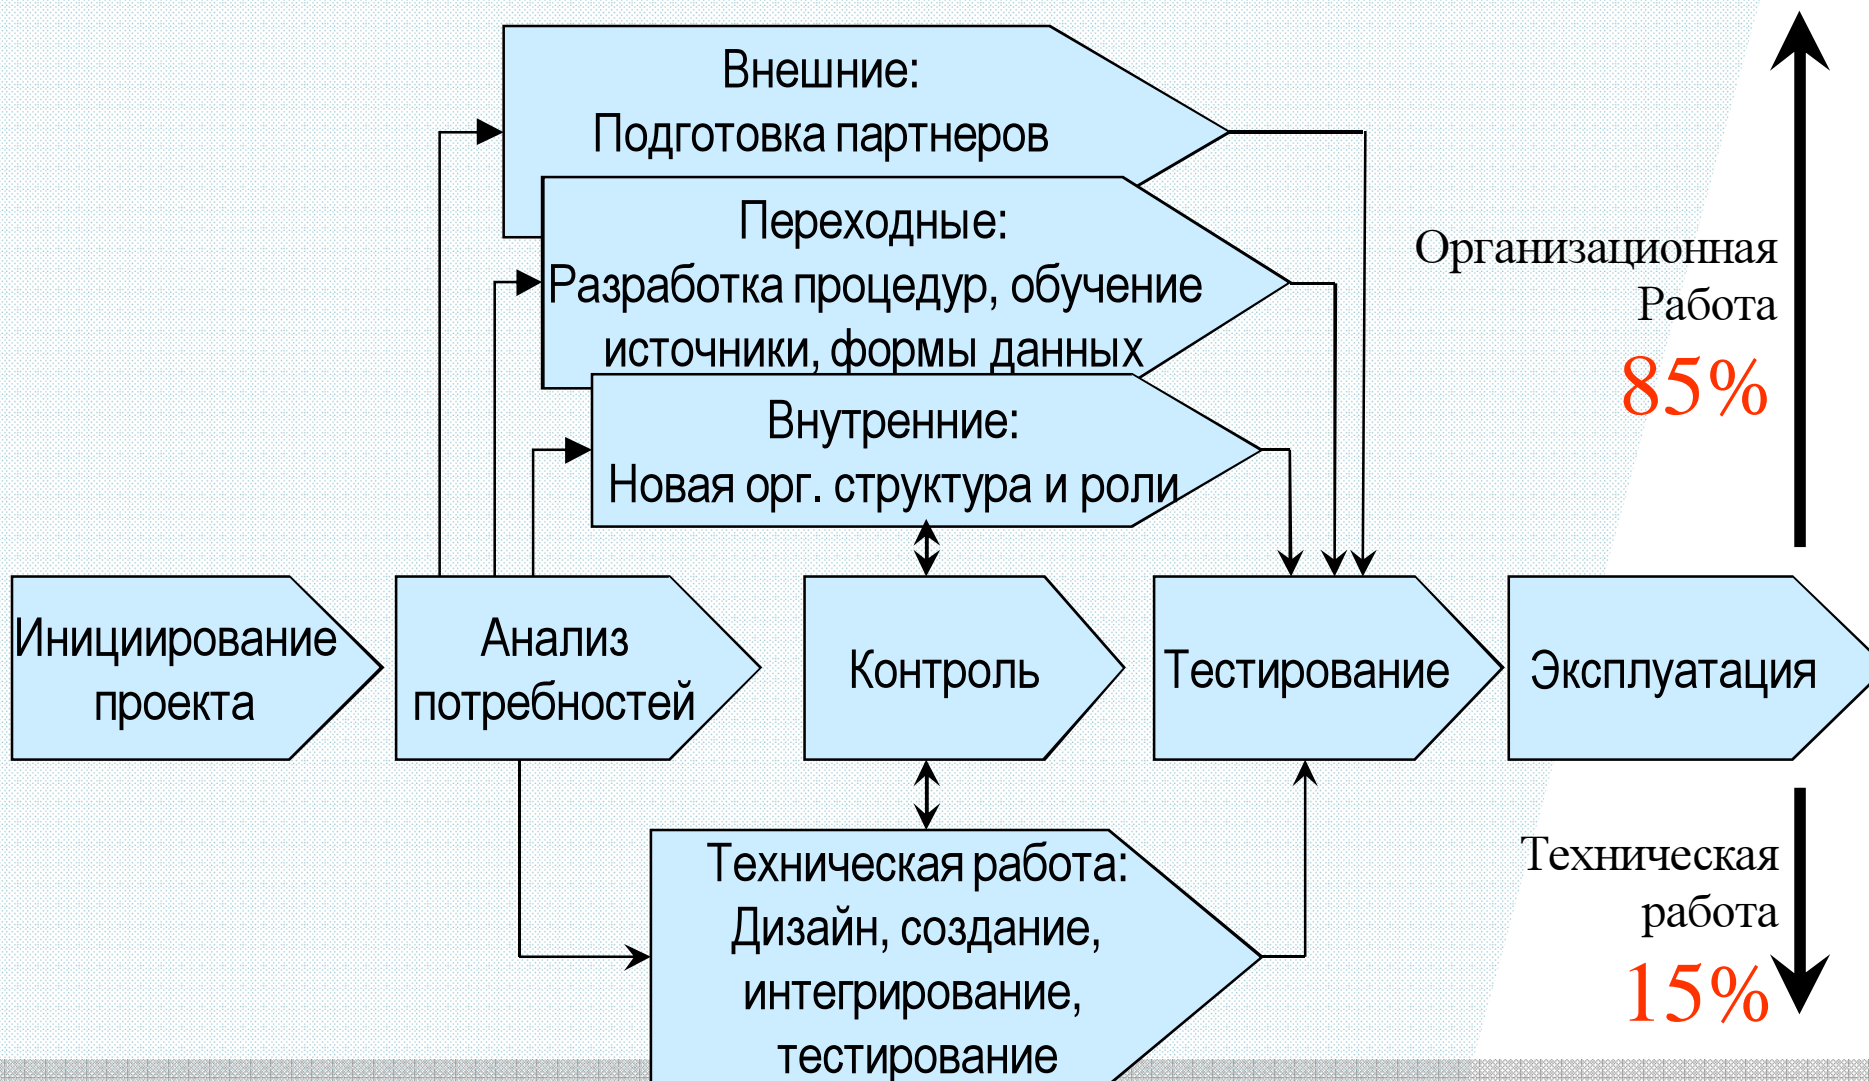 Внешние:
Подготовка партнеров
Переходные:
Разработка процедур, обучение
источники, формы данных
Внутренние:
Новая орг. структура и роли
Организационная
Работа
85%
Инициирование
проекта
Анализ
потребностей
Контроль
Тестирование
Эксплуатация
Техническая работа:
Дизайн, создание,
интегрирование,
тестирование
Техническая
работа
15%